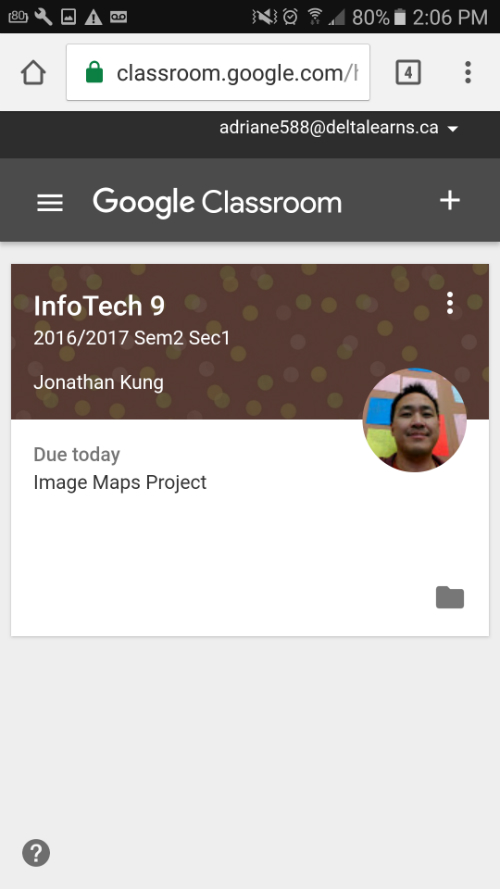 80 80% 2:06 PM
classroom.google.com/h 4
adriane588@deltalearns.ca
Google Classroom
InfoTech 9
2016/2017 Sem2 Sec1
Jonathan Kung
Due today
Image Maps Project
?